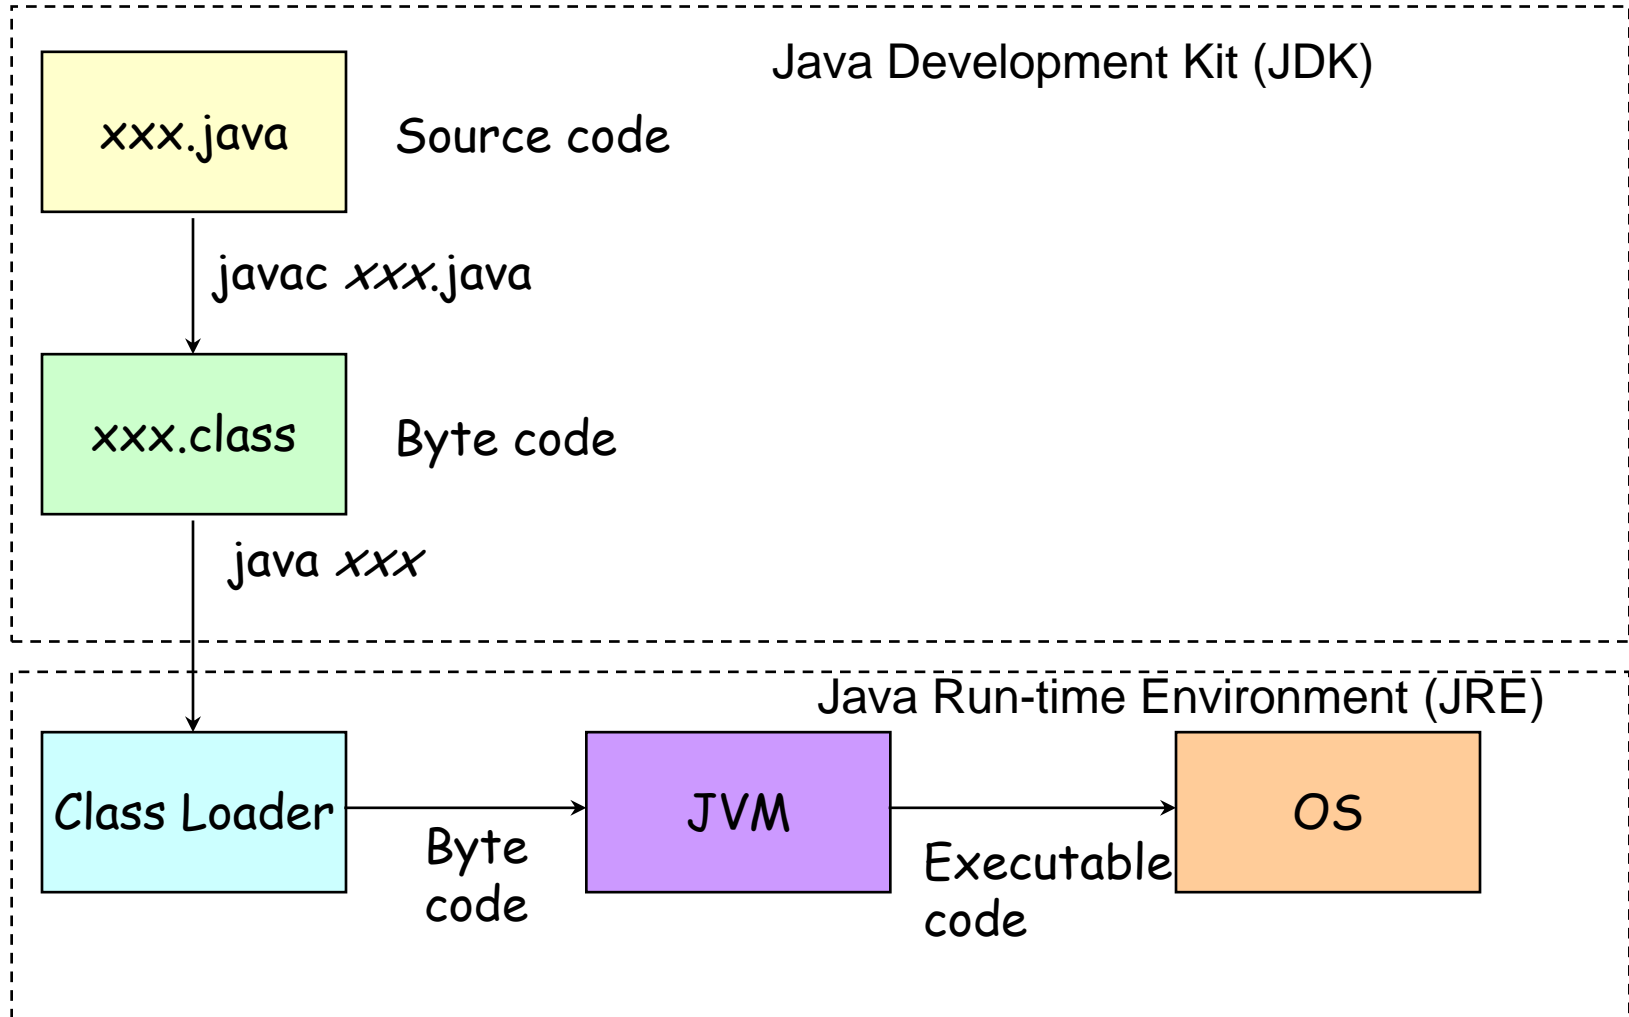 Java Development Kit (JDK)
xxx.java
Source code
javac xxx.java
xxx.class
Byte code
java xxx
Java Run-time Environment (JRE)
Class Loader
Byte
code
JVM
Executable
code
OS